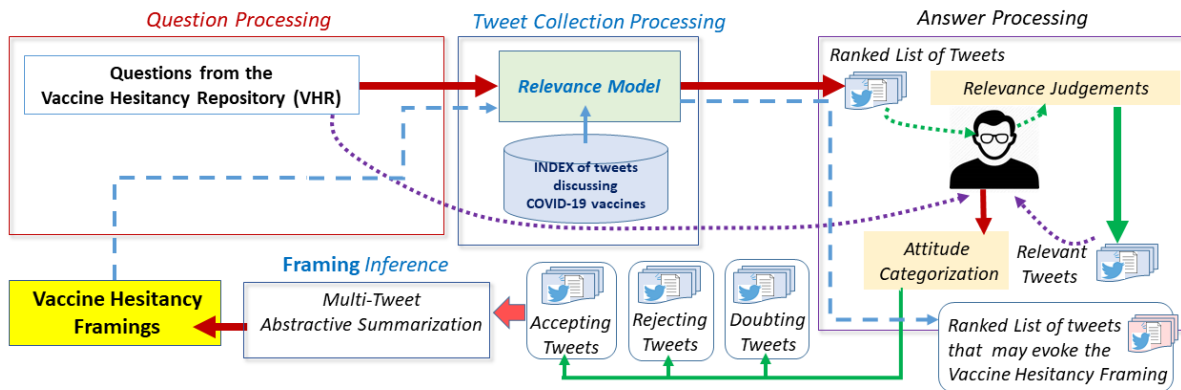 Question Processing
Tweet Collection Processing
Answer Processing
Questions from the
Vaccine Hesitancy Repository (VHR)
Relevance Model
INDEX of tweets
discussing
COVID-19 vaccines
Ranked List of Tweets
Relevance Judgements
Attitude
Categorization
Relevant
Tweets
Framing Inference
Vaccine Hesitancy
Framings
Multi-Tweet
Abstractive Summarization
Accepting
Tweets
Rejecting
Tweets
Doubting
Tweets
Ranked List of tweets
that may evoke the
Vaccine Hesitancy Framing